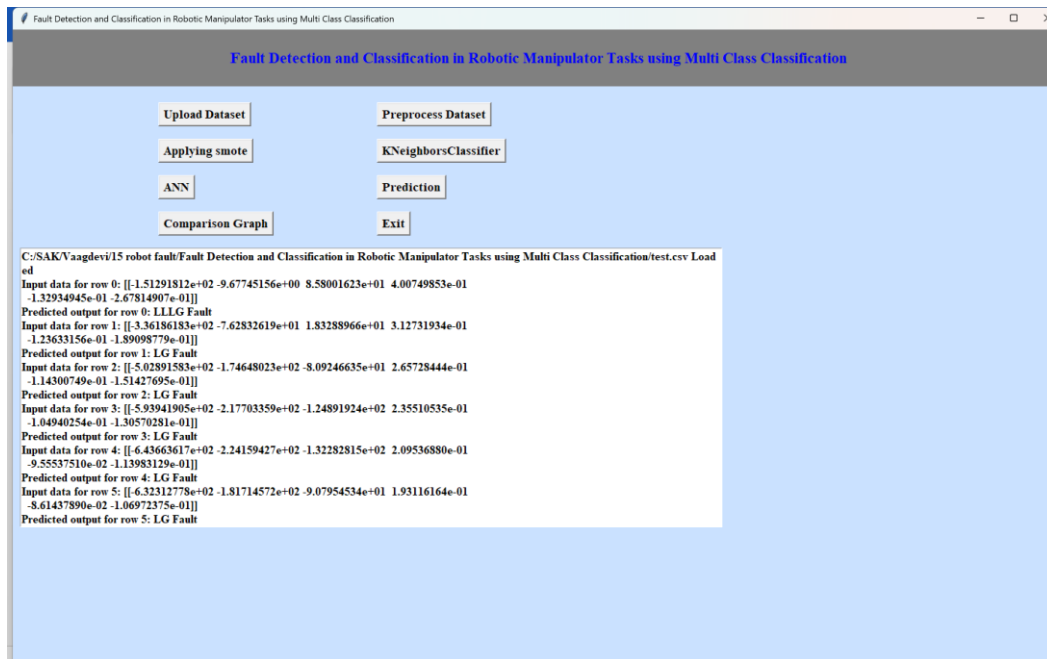 Fault Detection and Classification in Robotic Manipulator Tasks using Multi Class Classification
Fault Detection and Classification in Robotic Manipulator Tasks using Multi Class Classification
Upload Dataset
Preprocess Dataset
Applying smote
KNeighborsClassifier
ANN
Prediction
Comparison Graph
Exit
C:/SAK/Vaagdevi/15 robot fault/Fault Detection and Classification in Robotic Manipulator Tasks using Multi Class Classification/test.csv Load
ed
Input data for row 0: [[-1.51291812e+02 -9.67745156e+00 8.58001623e+01 4.00749853e-01
-1.32934945e-01 -2.67814907e-01]]
Predicted output for row 0: LLLG Fault
Input data for row 1: [[-3.36186183e+02 -7.62832619e+01 1.83288966e+01 3.12731934e-01
-1.23633156e-01 -1.89098779e-01]]
Predicted output for row 1: LG Fault
Input data for row 2: [[-5.02891583e+02 -1.74648023e+02 -8.09246635e+01 2.65728444e-01
-1.14300749e-01 -1.51427695e-01]]
Predicted output for row 2: LG Fault
Input data for row 3: [[-5.93941905e+02 -2.17703359e+02 -1.24891924e+02 2.35510535e-01
-1.04940254e-01 -1.30570281e-01]]
Predicted output for row 3: LG Fault
Input data for row 4: [[-6.43663617e+02 -2.24159427e+02 -1.32282815e+02 2.09536880e-01
-9.55537510e-02 -1.13983129e-01]]
Predicted output for row 4: LG Fault
Input data for row 5: [[-6.32312778e+02 -1.81714572e+02 -9.07954534e+01 1.93116164e-01
-8.61437890e-02 -1.06972375e-01]]
Predicted output for row 5: LG Fault